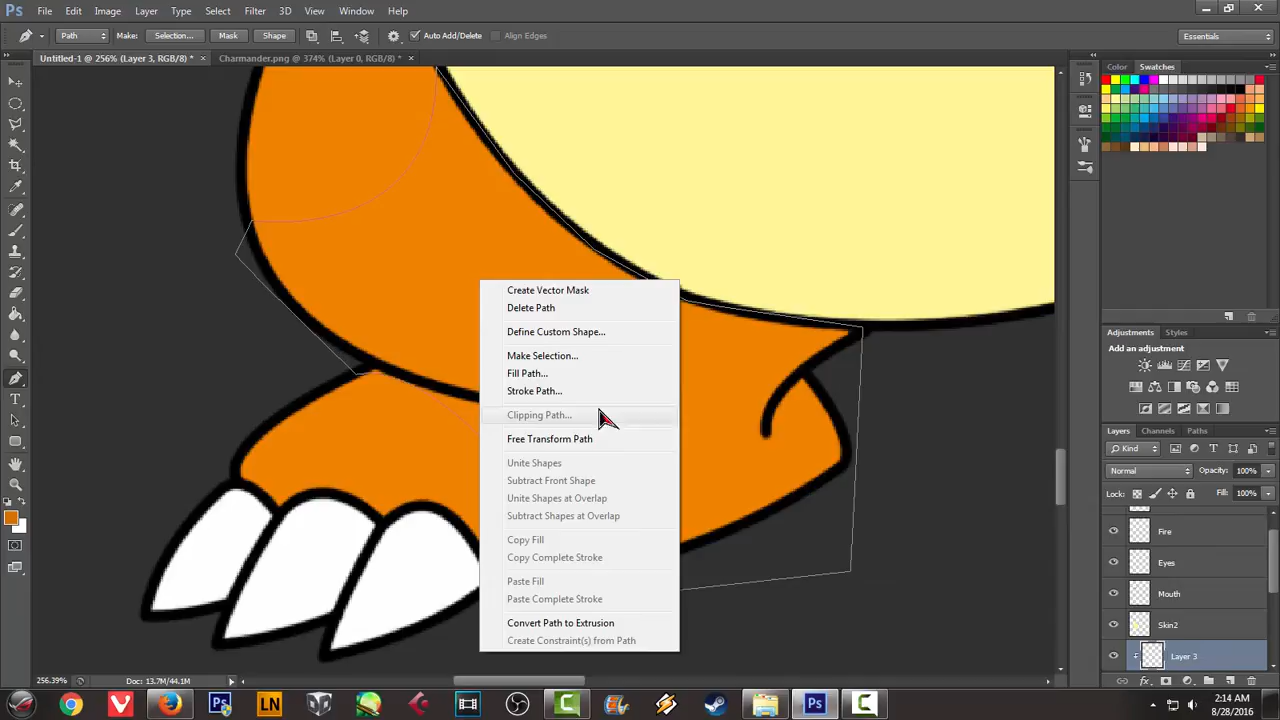 Ps File Edit Image Layer Type Select Filter 3D View Window Help
Path Make: Selection... Mask Shape Auto Add/Delete Align Edges Essentials
Untitled-1 @ 256% (Layer 3, RGB/8) * × Charmander.png @ 374% (Layer 0, RGB/8) * ×
Color Swatches
Create Vector Mask
Delete Path
Define Custom Shape...
Make Selection...
Fill Path...
Stroke Path...
Clipping Path...
Free Transform Path
Unite Shapes
Subtract Front Shape
Unite Shapes at Overlap
Subtract Shapes at Overlap
Copy Fill
Copy Complete Stroke
Paste Fill
Paste Complete Stroke
Convert Path to Extrusion
Create Constraint(s) from Path
Adjustments Styles
Add an adjustment
Layers Channels Paths
Kind
Normal Opacity: 100%
Lock: Fill: 100%
Fire
Eyes
Mouth
Skin2
Layer 3
256.39% Doc: 13.7M/44.1M
Ps LN Ps
2:14 AM
8/28/2016